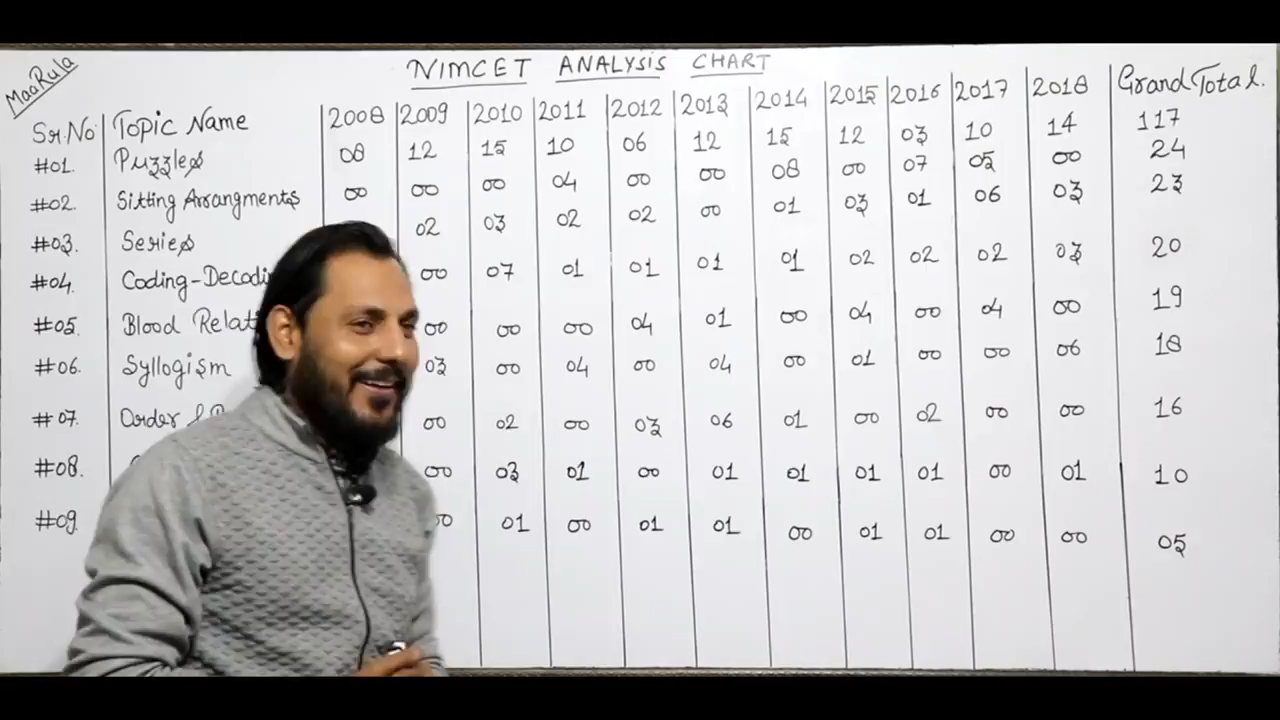 MaaRula
NIMCET ANALYSIS CHART
Sr.No Topic Name 2008 2009 2010 2011 2012 2013 2014 2015 2016 2017 2018 Grand Total.
#01. Puzzles 08 12 15 10 06 12 15 12 03 10 14 117
#02. Sitting Arrangments 00 00 00 04 00 00 08 00 07 05 00 24
#03. Series 02 03 02 02 00 01 03 01 06 03 23
#04. Coding-Decodi 00 07 01 01 01 01 02 02 02 03 20
#05. Blood Relat 00 00 00 04 01 00 04 00 04 00 19
#06. Syllogism 03 00 04 00 04 00 01 00 00 06 18
#07. Order & 00 02 00 03 06 01 00 02 00 00 16
#08. 00 03 01 00 01 01 01 01 00 01 10
#09 00 01 00 01 01 00 01 01 00 00 05